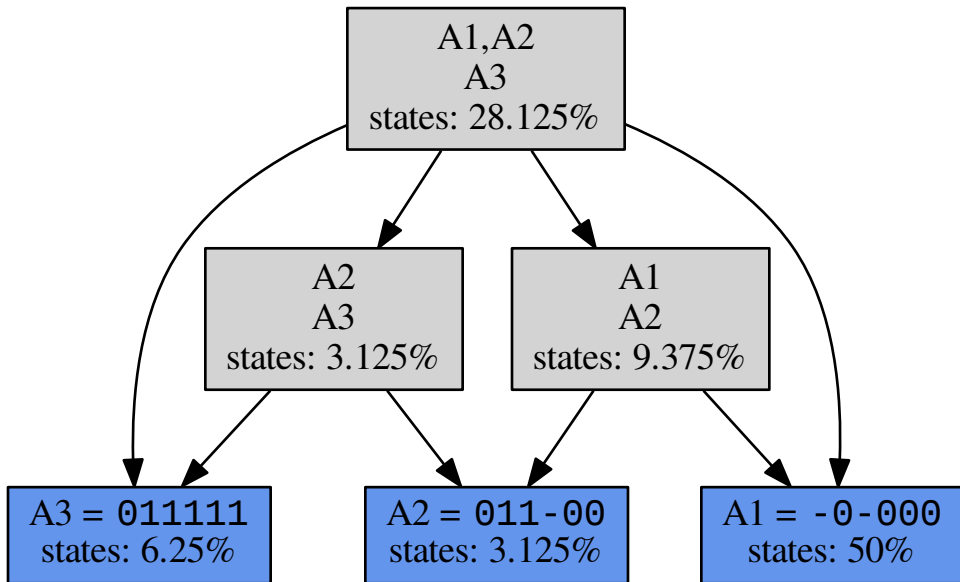 A1,A2
A3
states: 28.125%
A2
A3
states: 3.125%
A1
A2
states: 9.375%
A3 = 011111
states: 6.25%
A2 = 011-00
states: 3.125%
A1 = -0-000
states: 50%